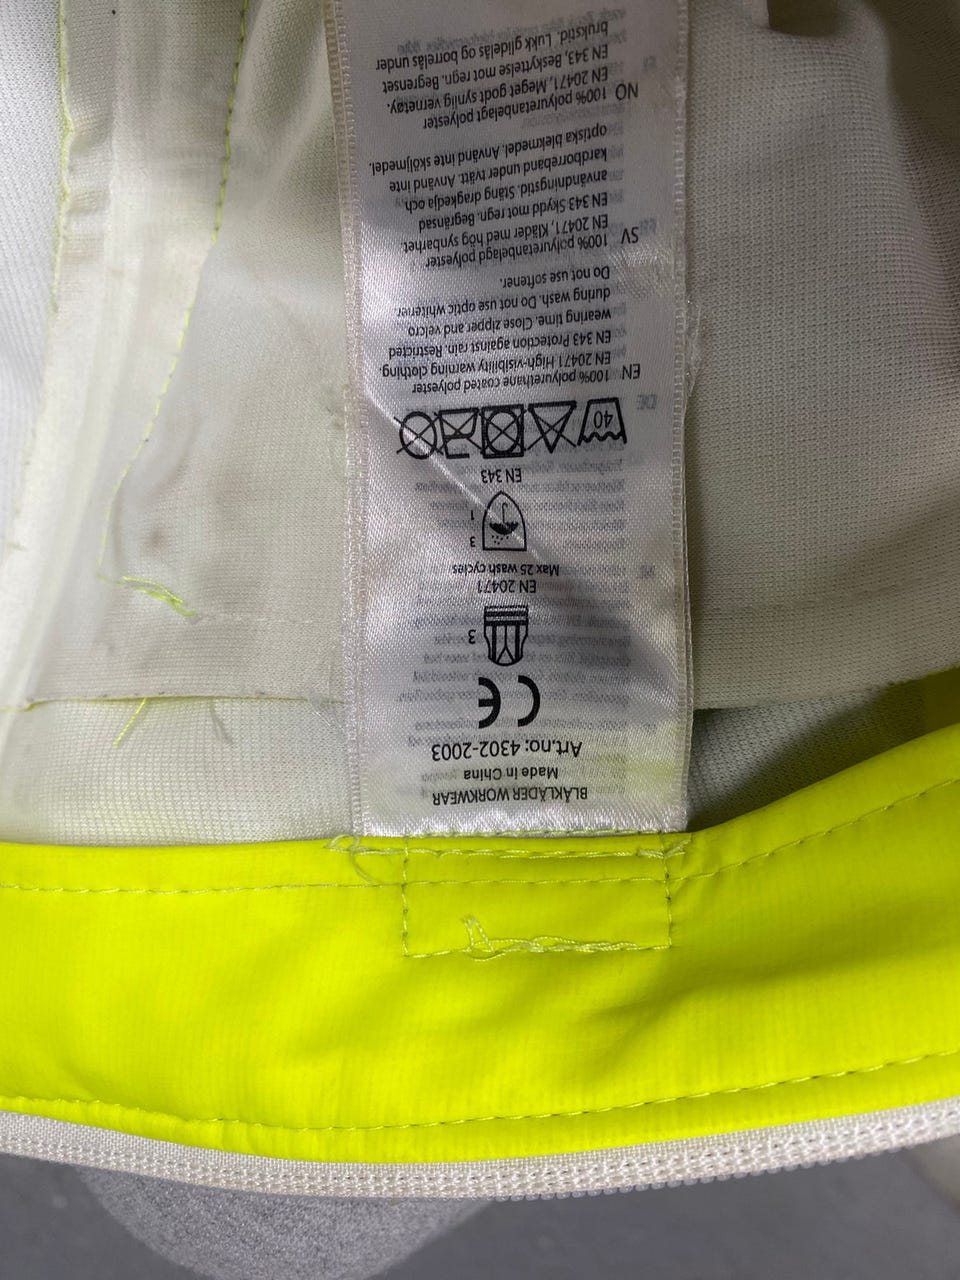 BLÅKLÄDER WORKWEAR
Made in China
Art.no: 4302-2003
CE
3
EN 20471
Max 25 wash cycles
3
1
EN 343
40
EN 100% polyurethane coated polyester
EN 20471 High-visibility warning clothing.
EN 343 Protection against rain. Restricted
wearing time. Close zipper and velcro
during wash. Do not use optic whitener
Do not use softener.
SV 100% polyuretanbelagd polyester
EN 20471, Kläder med hög synbarhet.
EN 343 Skydd mot regn. Begränsad
användningstid. Stäng dragkedja och
kardborreband under tvätt. Använd inte
optiska blekmedel. Använd inte sköljmedel.
NO 100% polyuretanbelagt polyester
EN 20471, Meget godt synlig vernetøy.
EN 343, Beskyttelse mot regn. Begrenset
brukstid. Lukk glidelås og borrelås under